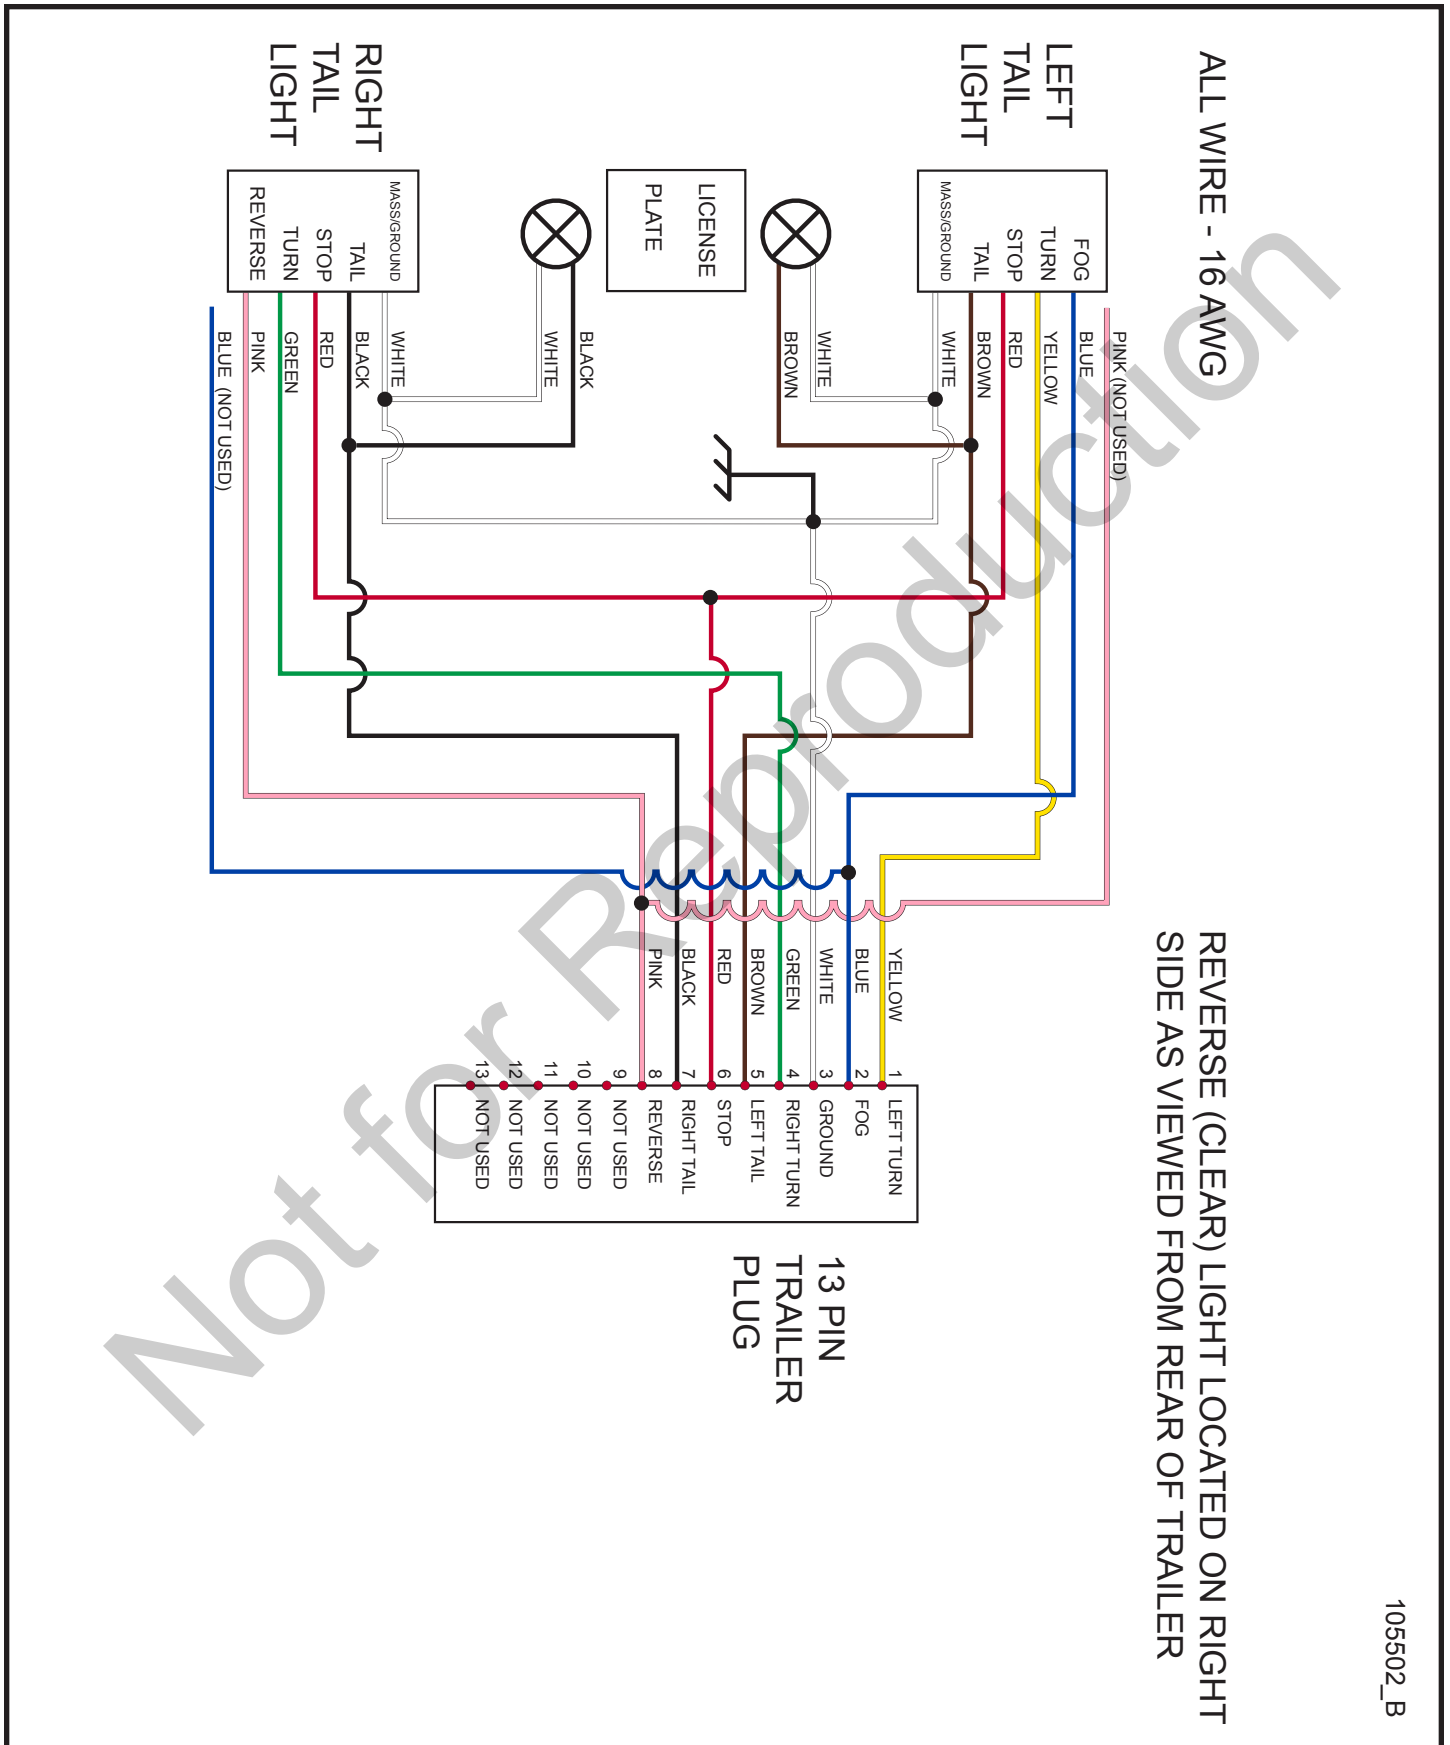 105502_B
ALL WIRE - 16 AWG
REVERSE (CLEAR) LIGHT LOCATED ON RIGHT
SIDE AS VIEWED FROM REAR OF TRAILER
LEFT
TAIL
LIGHT
FOG
TURN
STOP
TAIL
MASS/GROUND
PINK (NOT USED)
BLUE
YELLOW
RED
BROWN
WHITE
WHITE
BROWN
LICENSE
PLATE
BLACK
WHITE
RIGHT
TAIL
LIGHT
MASS/GROUND
TAIL
STOP
TURN
REVERSE
WHITE
BLACK
RED
GREEN
PINK
BLUE (NOT USED)
YELLOW 1 LEFT TURN
BLUE 2 FOG
WHITE 3 GROUND
GREEN 4 RIGHT TURN
BROWN 5 LEFT TAIL
RED 6 STOP
BLACK 7 RIGHT TAIL
PINK 8 REVERSE
9 NOT USED
10 NOT USED
11 NOT USED
12 NOT USED
13 NOT USED
13 PIN
TRAILER
PLUG
Not for Reproduction